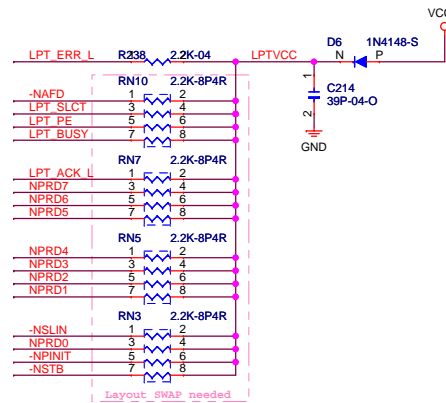 VCC
D6 1N4148-S
N P
LPT_ERR_L R238 2.2K-04 LPTVCC
1
C214
39P-04-O
2
GND
RN10 2.2K-8P4R
-NAFD 1 2
LPT_SLCT 3 4
LPT_PE 5 6
LPT_BUSY 7 8
RN7 2.2K-8P4R
LPT_ACK_L 1 2
NPRD7 3 4
NPRD6 5 6
NPRD5 7 8
RN5 2.2K-8P4R
NPRD4 1 2
NPRD3 3 4
NPRD2 5 6
NPRD1 7 8
RN3 2.2K-8P4R
-NSLIN 1 2
NPRD0 3 4
-NPINIT 5 6
-NSTB 7 8
Layout SWAP needed